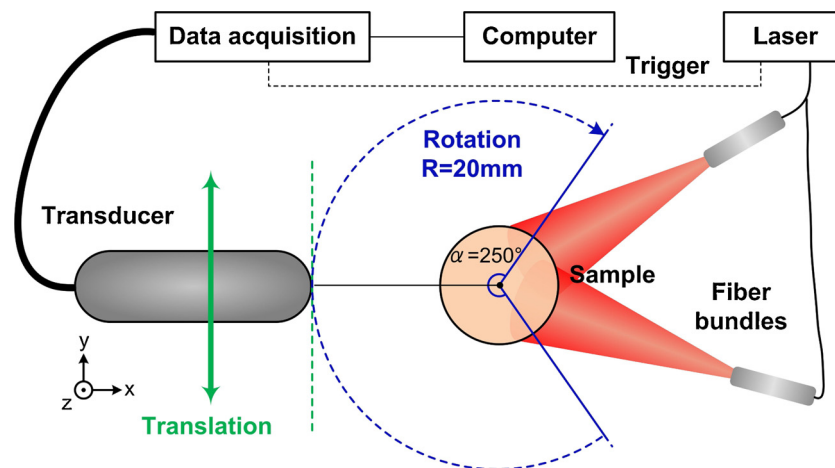 Data acquisition
Computer
Laser
Trigger
Rotation
R=20mm
Transducer
α=250°
Sample
Fiber
bundles
y
x
z
Translation